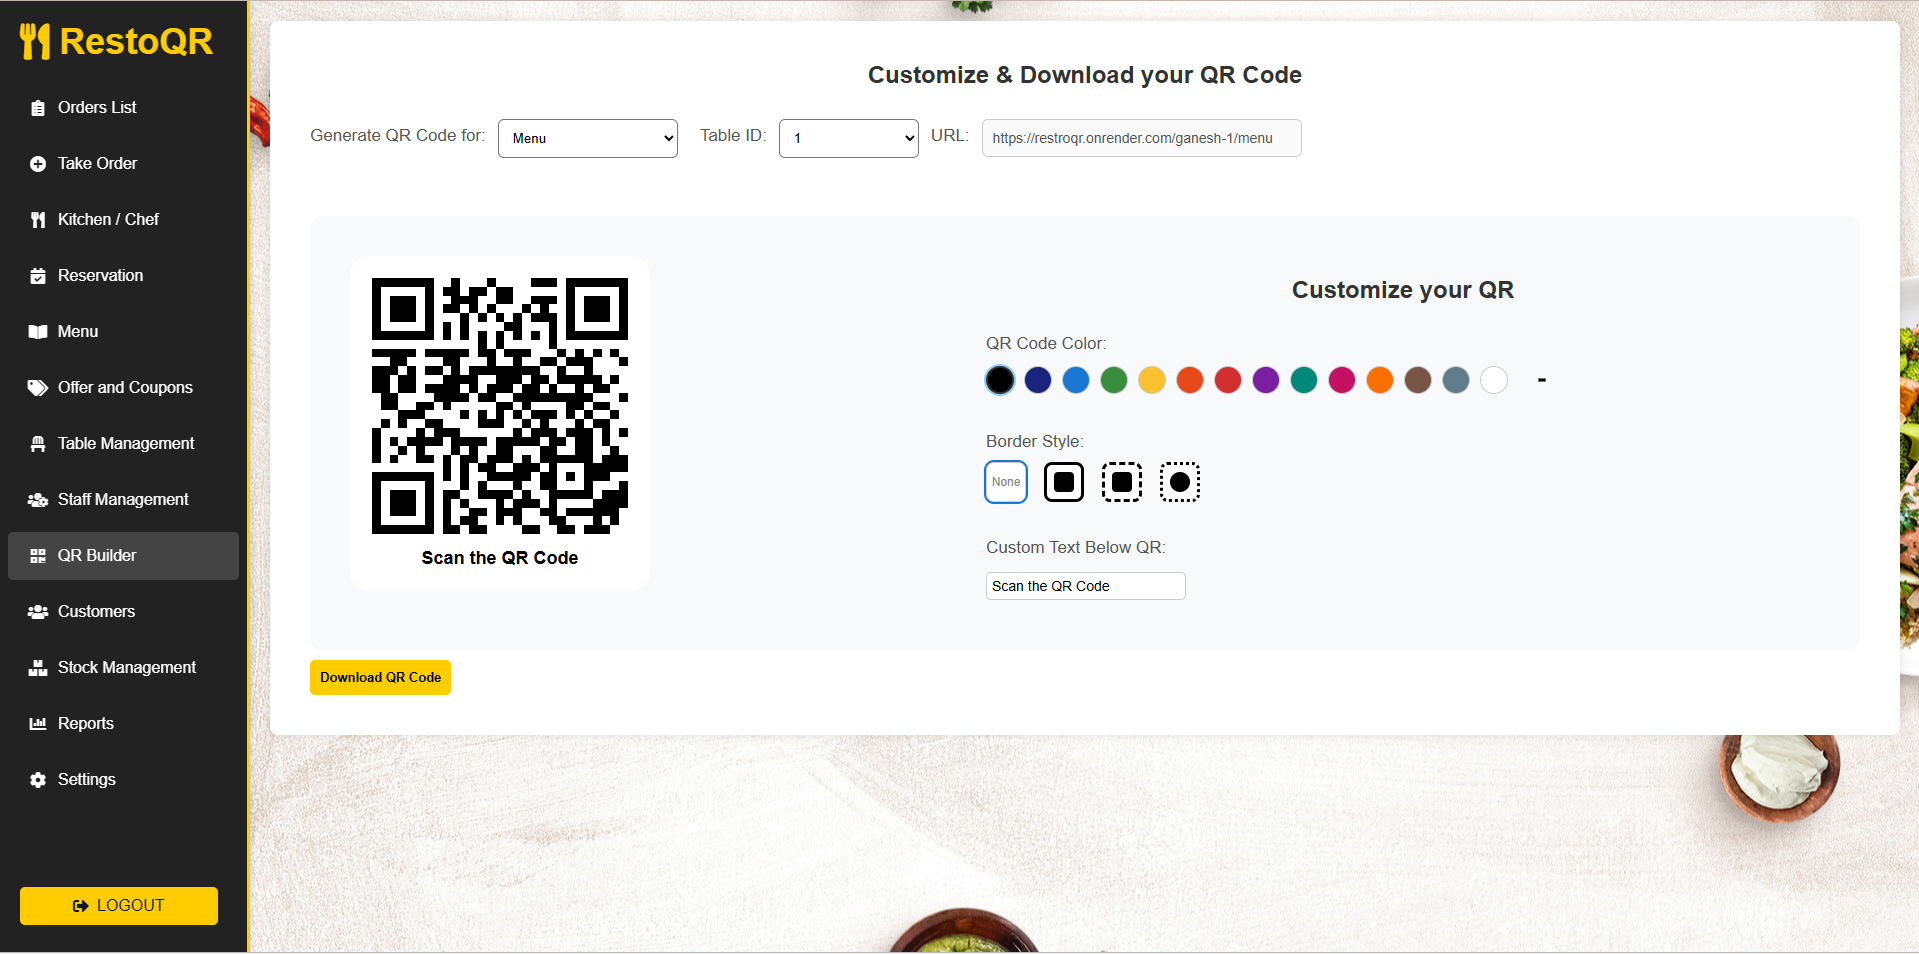 RestoQR
Orders List
Take Order
Kitchen / Chef
Reservation
Menu
Offer and Coupons
Table Management
Staff Management
QR Builder
Customers
Stock Management
Reports
Settings
LOGOUT
Customize & Download your QR Code
Generate QR Code for: Menu Table ID: 1 URL: https://restroqr.onrender.com/ganesh-1/menu
Scan the QR Code
Customize your QR
QR Code Color:
-
Border Style:
None
Custom Text Below QR:
Scan the QR Code
Download QR Code